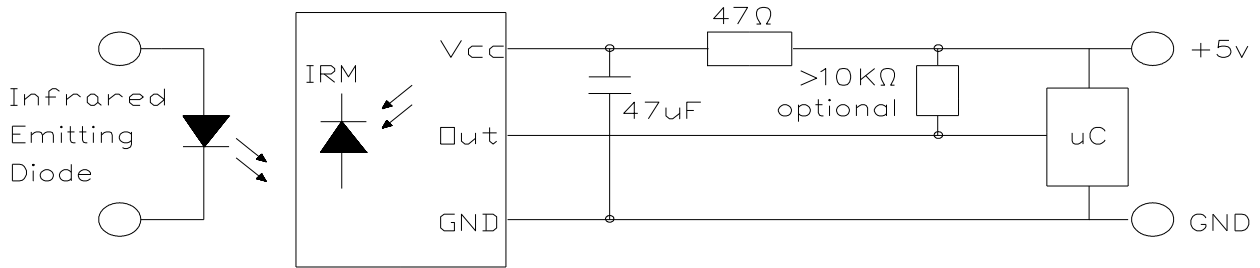 47Ω
Vcc
+5v
IRM
>10KΩ
optional
Infrared
Emitting
Diode
47uF
Out
uC
GND
GND